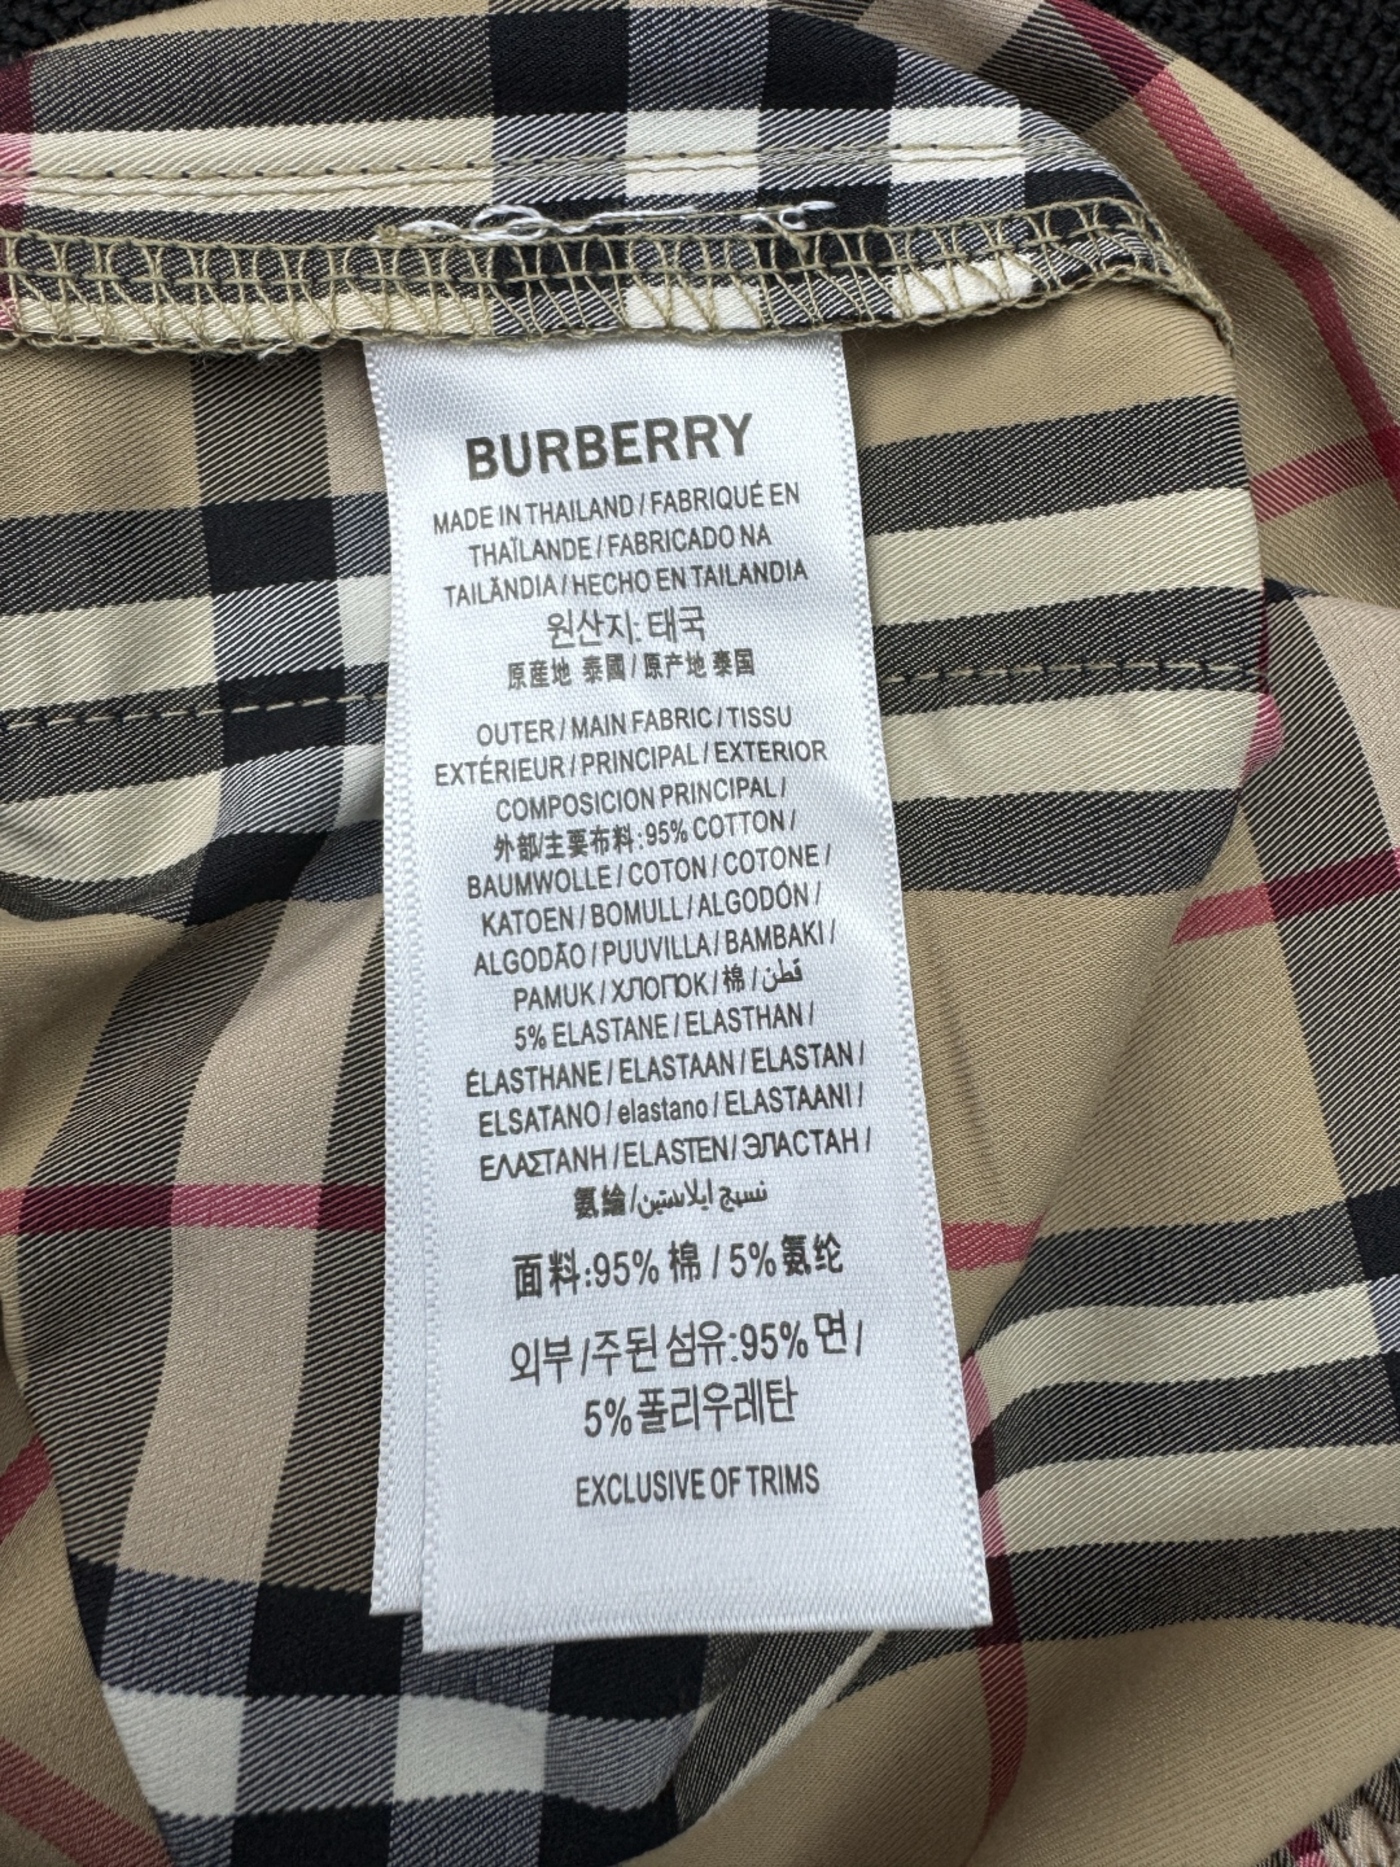 BURBERRY
MADE IN THAILAND / FABRIQUÉ EN
THAÏLANDE / FABRICADO NA
TAILÃNDIA / HECHO EN TAILANDIA
원산지: 태국
原產地 泰國 / 原产地 泰国
OUTER / MAIN FABRIC / TISSU
EXTÉRIEUR / PRINCIPAL / EXTERIOR
COMPOSICION PRINCIPAL /
外部/主要布料:95% COTTON /
BAUMWOLLE / COTON / COTONE /
KATOEN / BOMULL / ALGODÓN /
ALGODÃO / PUUVILLA / BAMBAKI /
PAMUK / ХЛОПОК / 棉 / قطن
5% ELASTANE / ELASTHAN /
ÉLASTHANE / ELASTAAN / ELASTAN /
ELSATANO / elastano / ELASTAANI /
ΕΛΑΣΤΑΝΗ / ELASTEN / ЭЛАСТАН /
氨綸/نسيج ايلاستين
面料:95% 棉 / 5%氨纶
외부 /주된 섬유:95% 면 /
5%폴리우레탄
EXCLUSIVE OF TRIMS